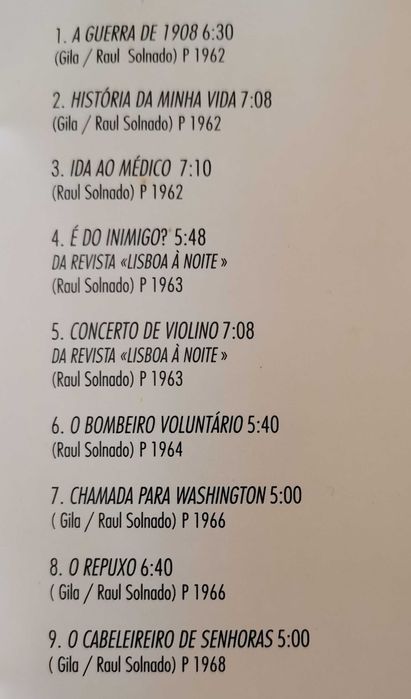 1. A GUERRA DE 1908 6:30
(Gila / Raul Solnado) P 1962
2. HISTÓRIA DA MINHA VIDA 7:08
(Gila / Raul Solnado) P 1962
3. IDA AO MÉDICO 7:10
(Raul Solnado) P 1962
4. É DO INIMIGO? 5:48
DA REVISTA «LISBOA À NOITE »
(Raul Solnado) P 1963
5. CONCERTO DE VIOLINO 7:08
DA REVISTA «LISBOA À NOITE »
(Raul Solnado) P 1963
6. O BOMBEIRO VOLUNTÁRIO 5:40
(Raul Solnado) P 1964
7. CHAMADA PARA WASHINGTON 5:00
( Gila / Raul Solnado) P 1966
8. O REPUXO 6:40
( Gila / Raul Solnado) P 1966
9. O CABELEIREIRO DE SENHORAS 5:00
( Gila / Raul Solnado) P 1968